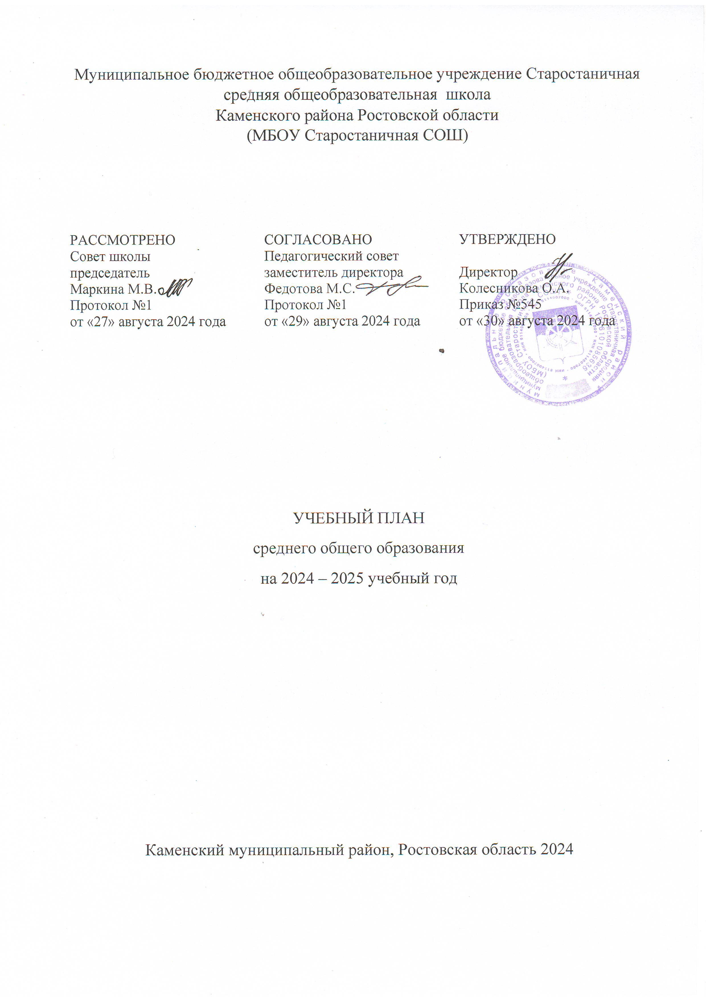 Муниципальное бюджетное общеобразовательное учреждение Старостаничная
средняя общеобразовательная школа
Каменского района Ростовской области
(МБОУ Старостаничная СОШ)
РАССМОТРЕНО
Совет школы
председатель
Маркина М.В.
Протокол №1
от «27» августа 2024 года
СОГЛАСОВАНО
Педагогический совет
заместитель директора
Федотова М.С.
Протокол №1
от «29» августа 2024 года
УТВЕРЖДЕНО
Директор
Колесникова О.А.
Приказ №545
от «30» августа 2024 года
УЧЕБНЫЙ ПЛАН
среднего общего образования
на 2024 – 2025 учебный год
Каменский муниципальный район, Ростовская область 2024